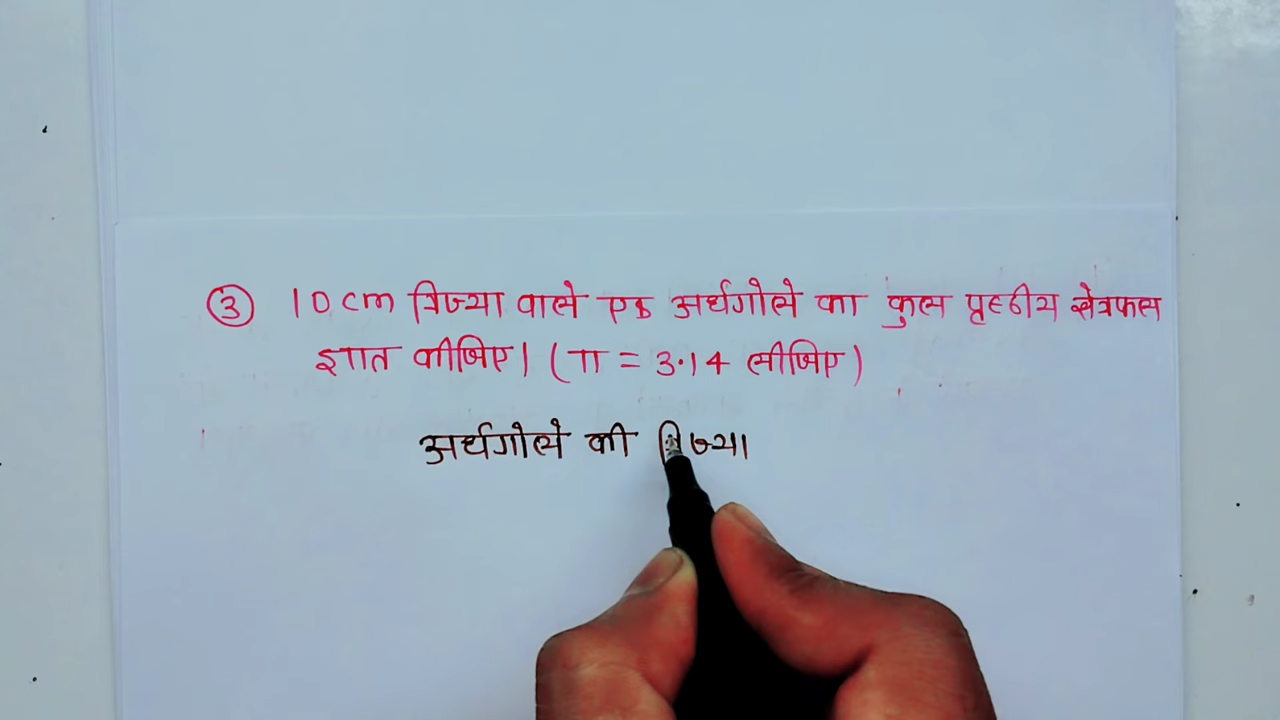 ③ 10 cm त्रिज्या वाले एक अर्धगोले का कुल पृष्ठीय क्षेत्रफल
ज्ञात कीजिए। (π = 3.14 लीजिए)
अर्धगोले की त्रिज्या